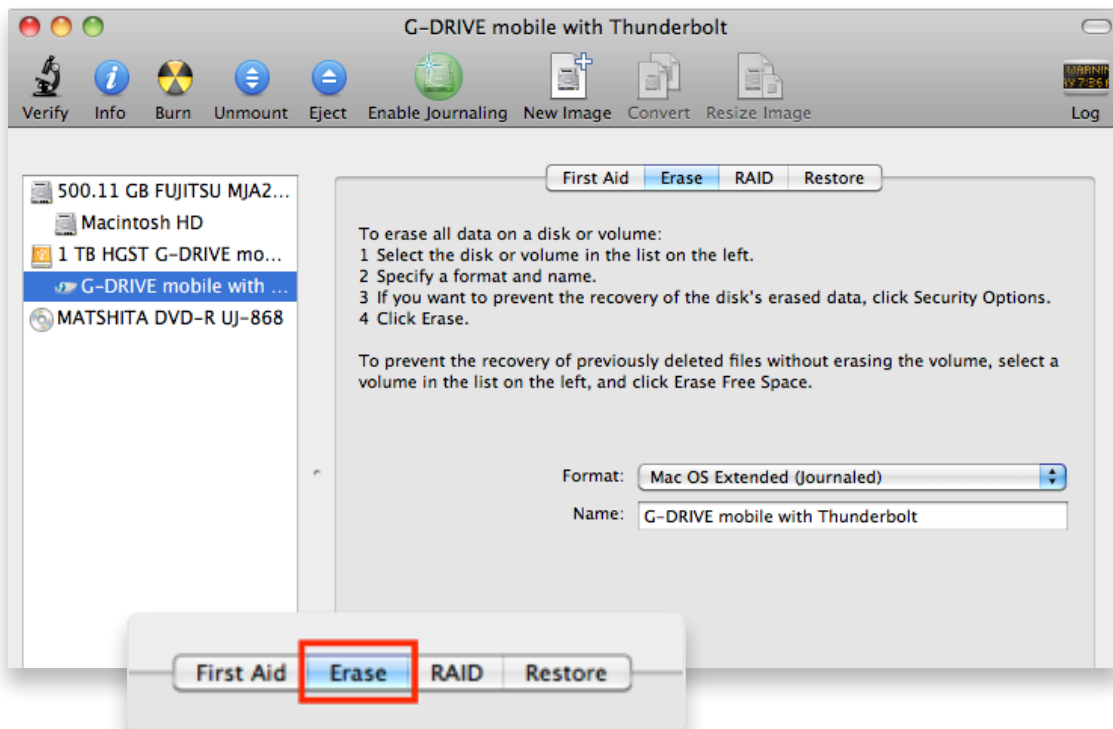 G-DRIVE mobile with Thunderbolt
Verify Info Burn Unmount Eject Enable Journaling New Image Convert Resize Image Log
WARNIN
AY 7:36
500.11 GB FUJITSU MJA2...
Macintosh HD
1 TB HGST G-DRIVE mo...
G-DRIVE mobile with ...
MATSHITA DVD-R UJ-868
First Aid Erase RAID Restore
To erase all data on a disk or volume:
1 Select the disk or volume in the list on the left.
2 Specify a format and name.
3 If you want to prevent the recovery of the disk's erased data, click Security Options.
4 Click Erase.
To prevent the recovery of previously deleted files without erasing the volume, select a
volume in the list on the left, and click Erase Free Space.
Format: Mac OS Extended (Journaled)
Name: G-DRIVE mobile with Thunderbolt
First Aid Erase RAID Restore